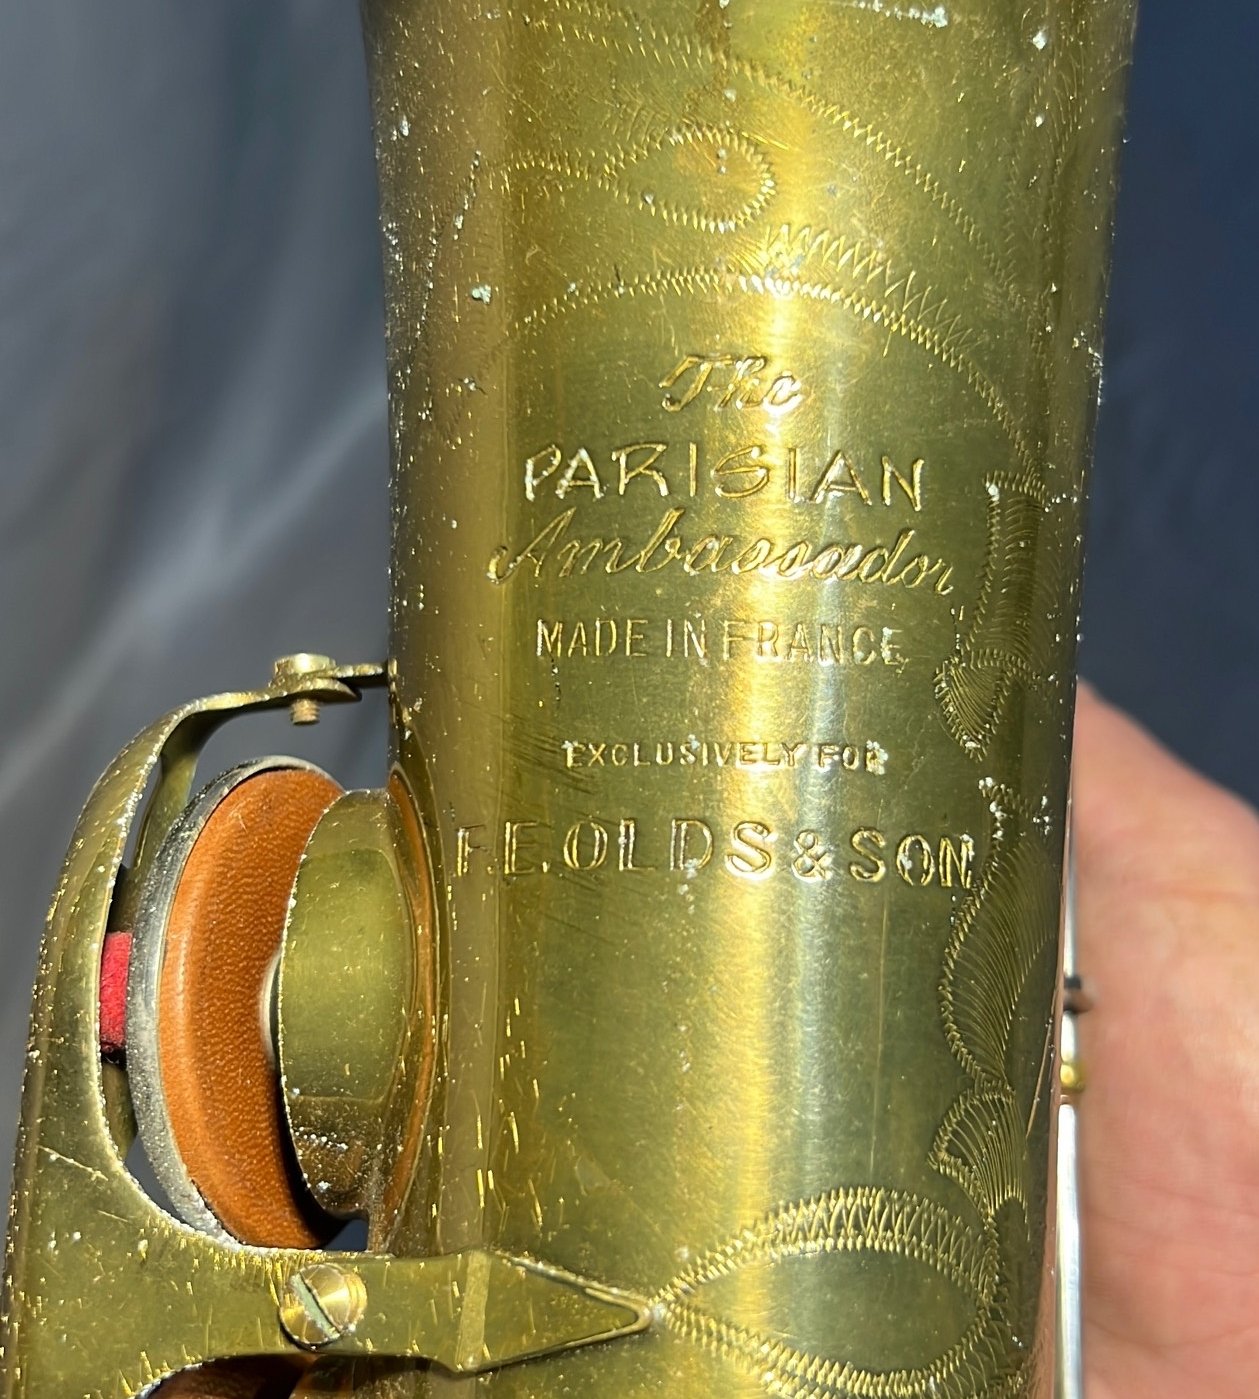 The
PARISIAN
Ambassador
MADE IN FRANCE
EXCLUSIVELY FOR
F.E.OLDS & SON